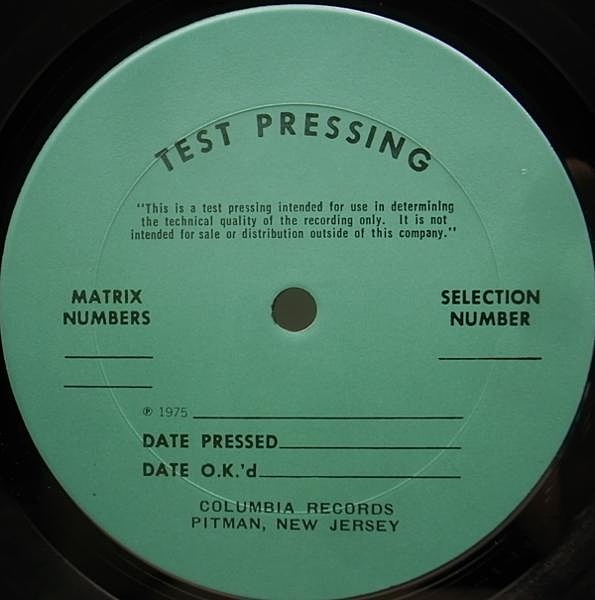 TEST PRESSING
"This is a test pressing intended for use in determining
the technical quality of the recording only. It is not
intended for sale or distribution outside of this company."
MATRIX
NUMBERS
SELECTION
NUMBER
℗ 1975
DATE PRESSED
DATE O.K.'d
COLUMBIA RECORDS
PITMAN, NEW JERSEY